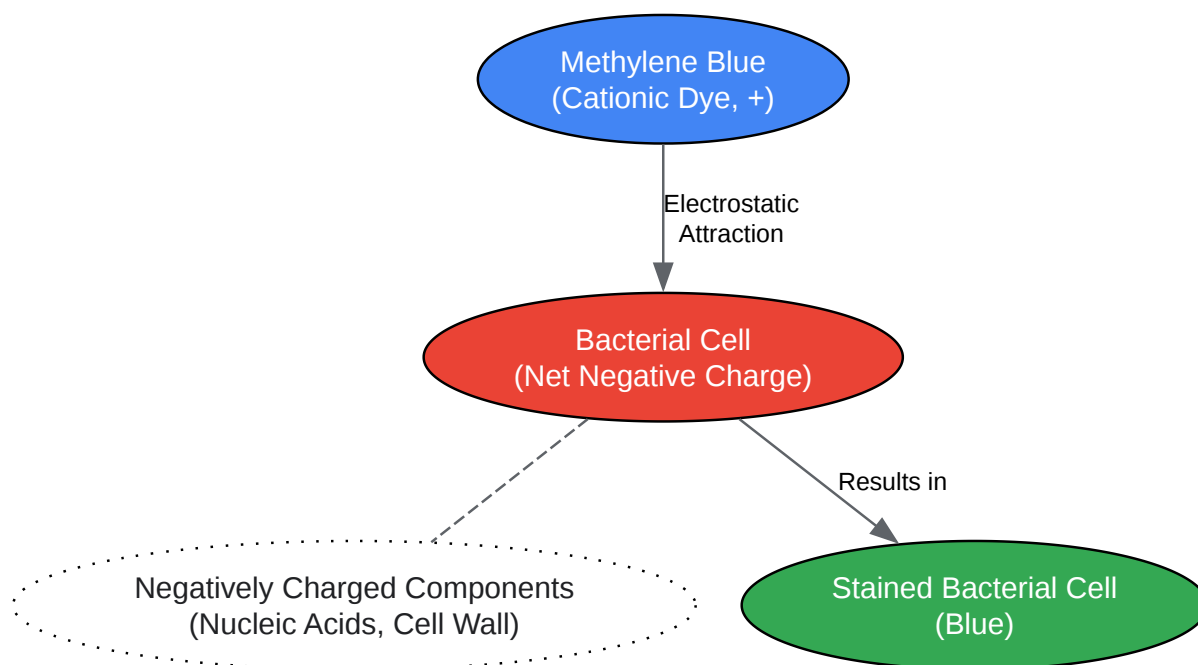 Methylene Blue
(Cationic Dye, +)
Electrostatic
Attraction
Bacterial Cell
(Net Negative Charge)
Results in
Negatively Charged Components
(Nucleic Acids, Cell Wall)
Stained Bacterial Cell
(Blue)